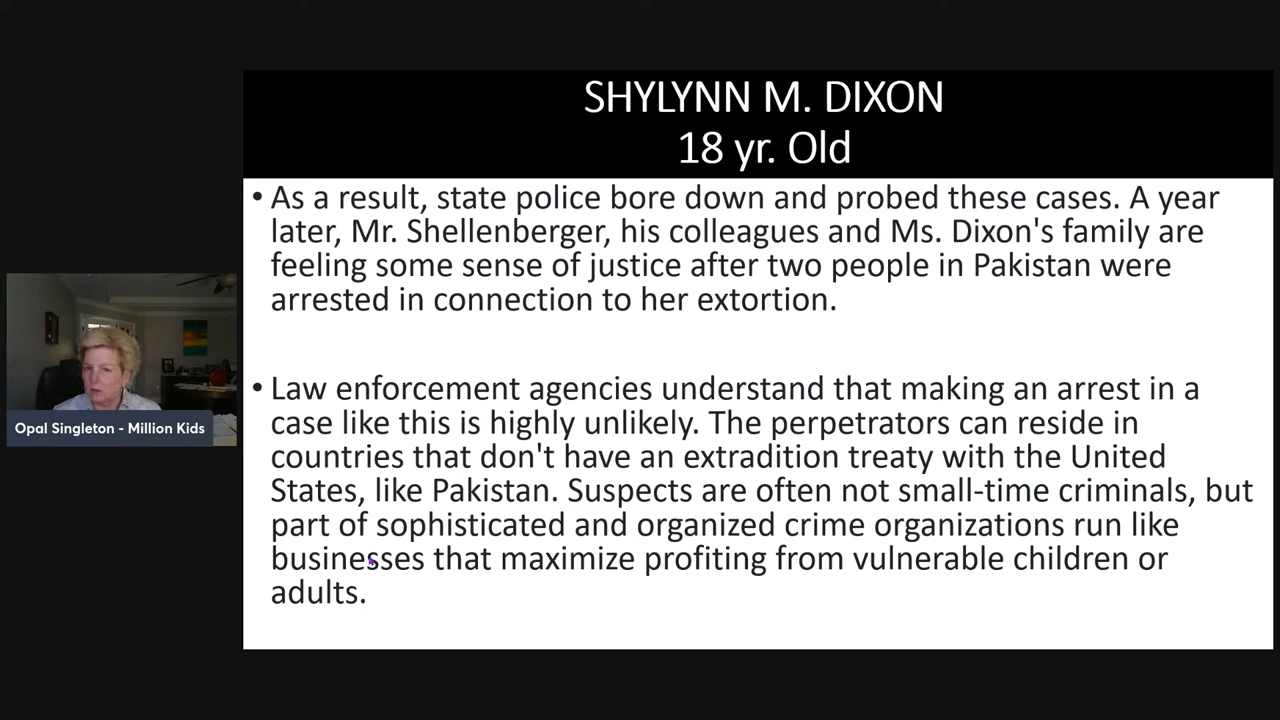 SHYLYNN M. DIXON
18 yr. Old
• As a result, state police bore down and probed these cases. A year
later, Mr. Shellenberger, his colleagues and Ms. Dixon's family are
feeling some sense of justice after two people in Pakistan were
arrested in connection to her extortion.
• Law enforcement agencies understand that making an arrest in a
case like this is highly unlikely. The perpetrators can reside in
countries that don't have an extradition treaty with the United
States, like Pakistan. Suspects are often not small-time criminals, but
part of sophisticated and organized crime organizations run like
businesses that maximize profiting from vulnerable children or
adults.
Opal Singleton - Million Kids